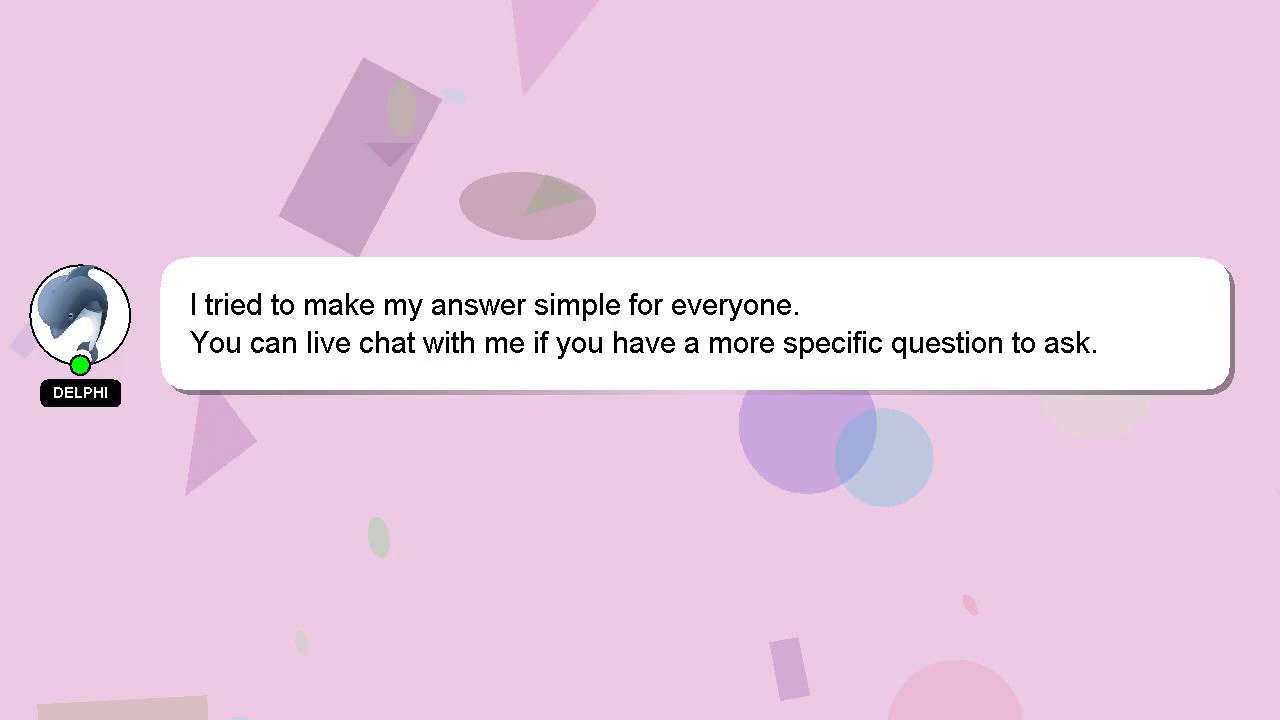 I tried to make my answer simple for everyone.
You can live chat with me if you have a more specific question to ask.
DELPHI